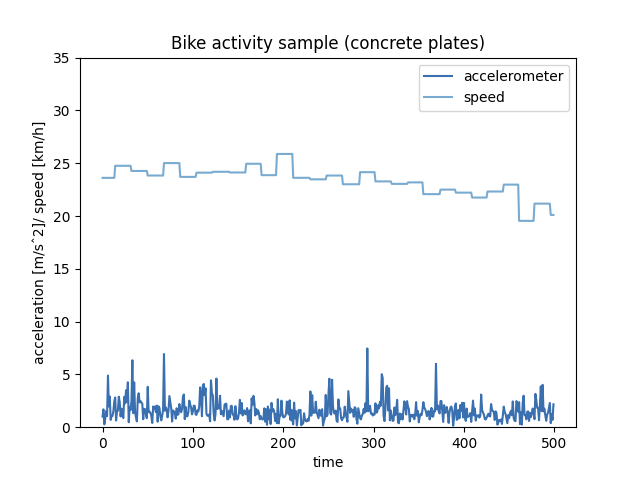 Bike activity sample (concrete plates)
accelerometer
speed
acceleration [m/sˆ2]/ speed [km/h]
35
30
25
20
15
10
5
0
0 100 200 300 400 500
time